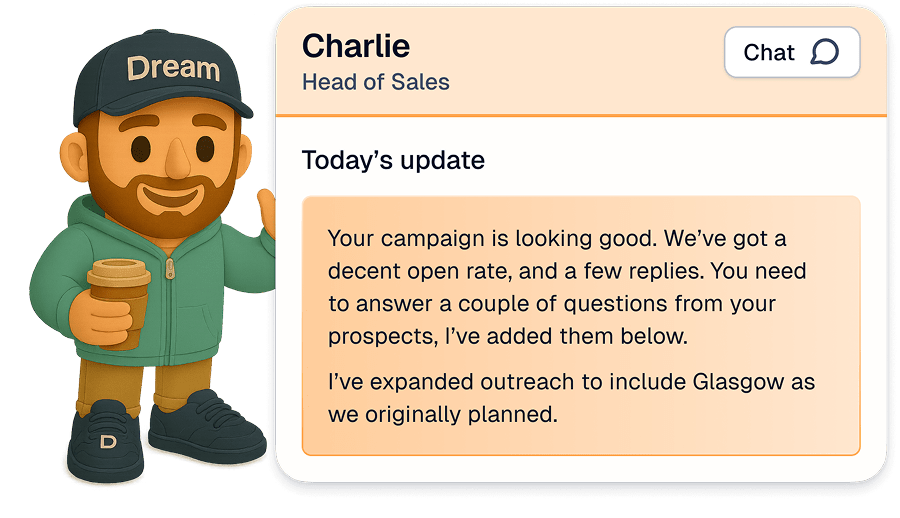 Dream
Charlie
Head of Sales
Chat
Today’s update
Your campaign is looking good. We’ve got a
decent open rate, and a few replies. You need
to answer a couple of questions from your
prospects, I’ve added them below.
I’ve expanded outreach to include Glasgow as
we originally planned.
D